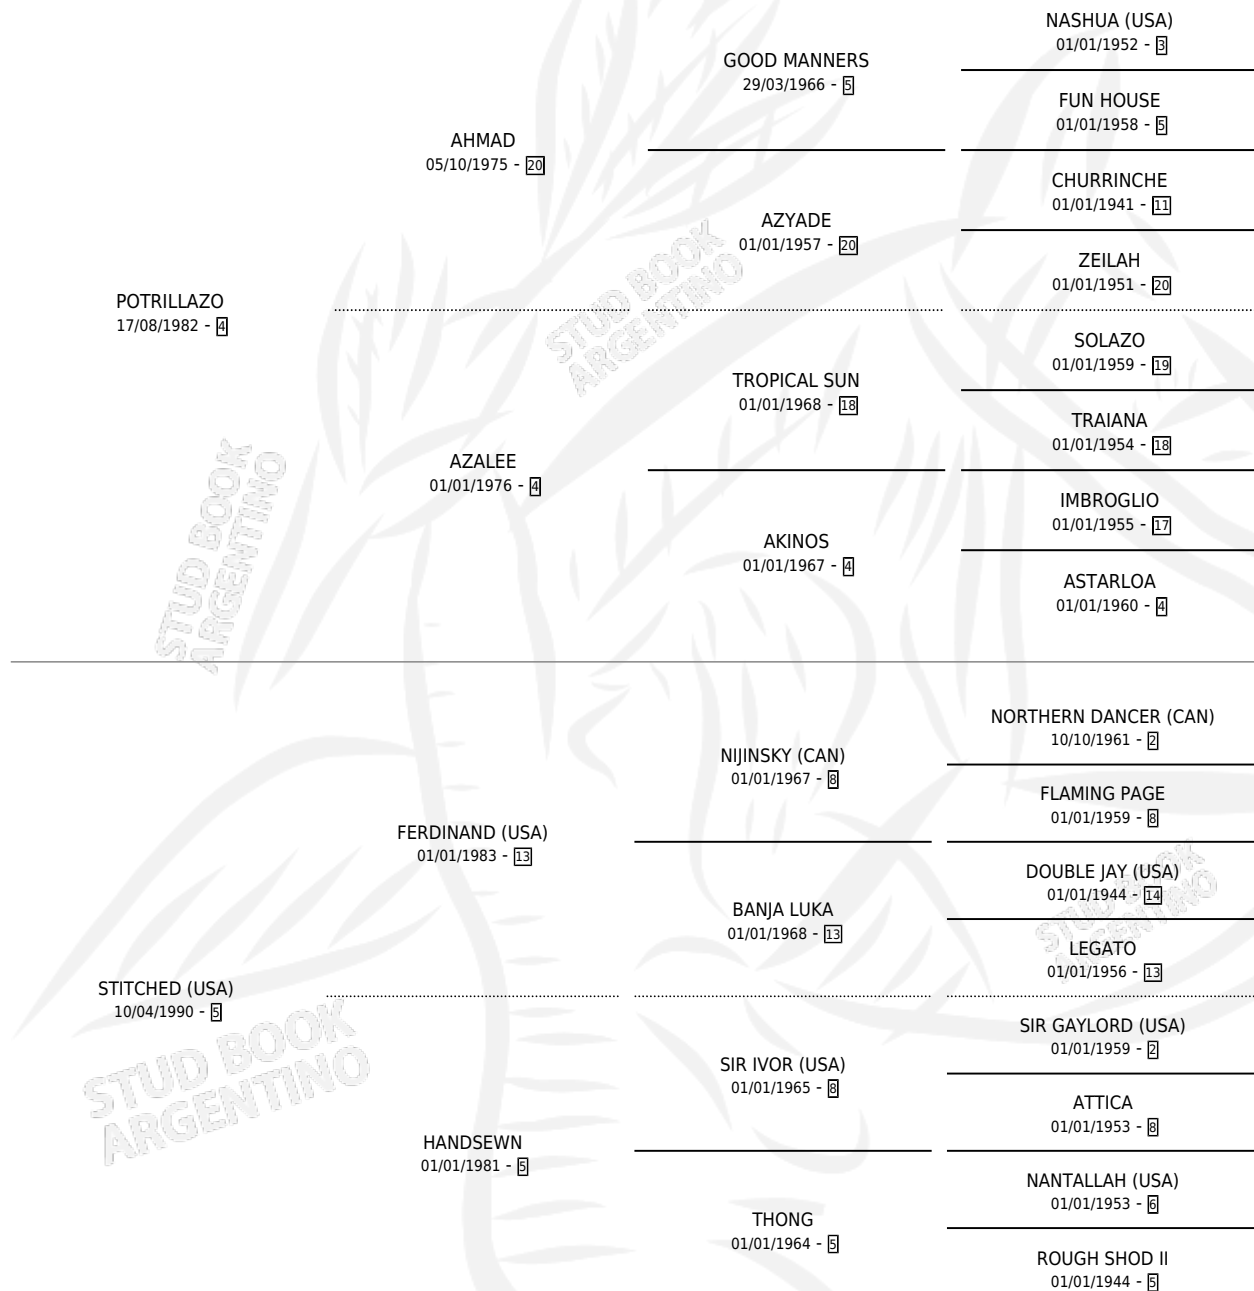 NASHUA (USA)
01/01/1952 - 3
GOOD MANNERS
29/03/1966 - 5
FUN HOUSE
01/01/1958 - 5
AHMAD
05/10/1975 - 20
CHURRINCHE
01/01/1941 - 11
AZYADE
01/01/1957 - 20
ZEILAH
01/01/1951 - 20
POTRILLAZO
17/08/1982 - 4
STUD BOOK
ARGENTINO
SOLAZO
01/01/1959 - 19
TROPICAL SUN
01/01/1968 - 18
TRAIANA
01/01/1954 - 18
AZALEE
01/01/1976 - 4
IMBROGLIO
01/01/1955 - 17
AKINOS
01/01/1967 - 4
ASTARLOA
01/01/1960 - 4
STUD BOOK
ARGENTINO
NORTHERN DANCER (CAN)
10/10/1961 - 2
NIJINSKY (CAN)
01/01/1967 - 8
FLAMING PAGE
01/01/1959 - 8
FERDINAND (USA)
01/01/1983 - 13
DOUBLE JAY (USA)
01/01/1944 - 14
BANJA LUKA
01/01/1968 - 13
STUD BOOK
ARGENTINO
LEGATO
01/01/1956 - 13
STITCHED (USA)
10/04/1990 - 5
STUD BOOK
ARGENTINO
SIR GAYLORD (USA)
01/01/1959 - 2
SIR IVOR (USA)
01/01/1965 - 8
ATTICA
01/01/1953 - 8
HANDSEWN
01/01/1981 - 5
NANTALLAH (USA)
01/01/1953 - 6
THONG
01/01/1964 - 5
ROUGH SHOD II
01/01/1944 - 5